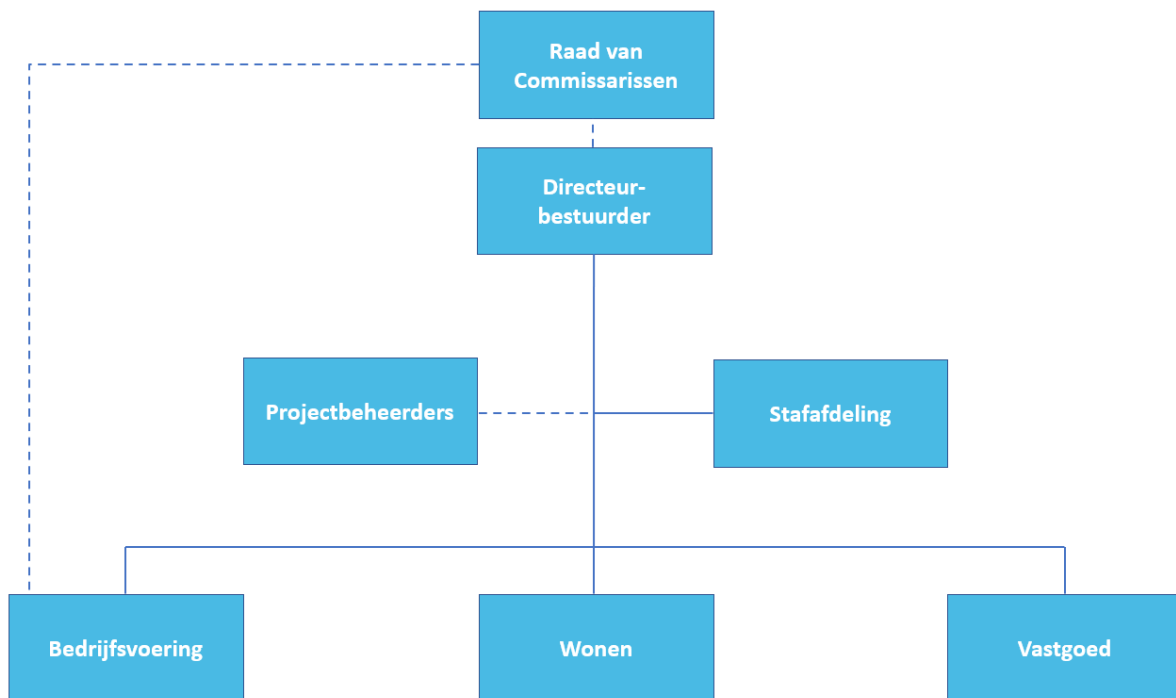 Raad van
Commissarissen
Directeur-
bestuurder
Projectbeheerders
Stafafdeling
Bedrijfsvoering
Wonen
Vastgoed